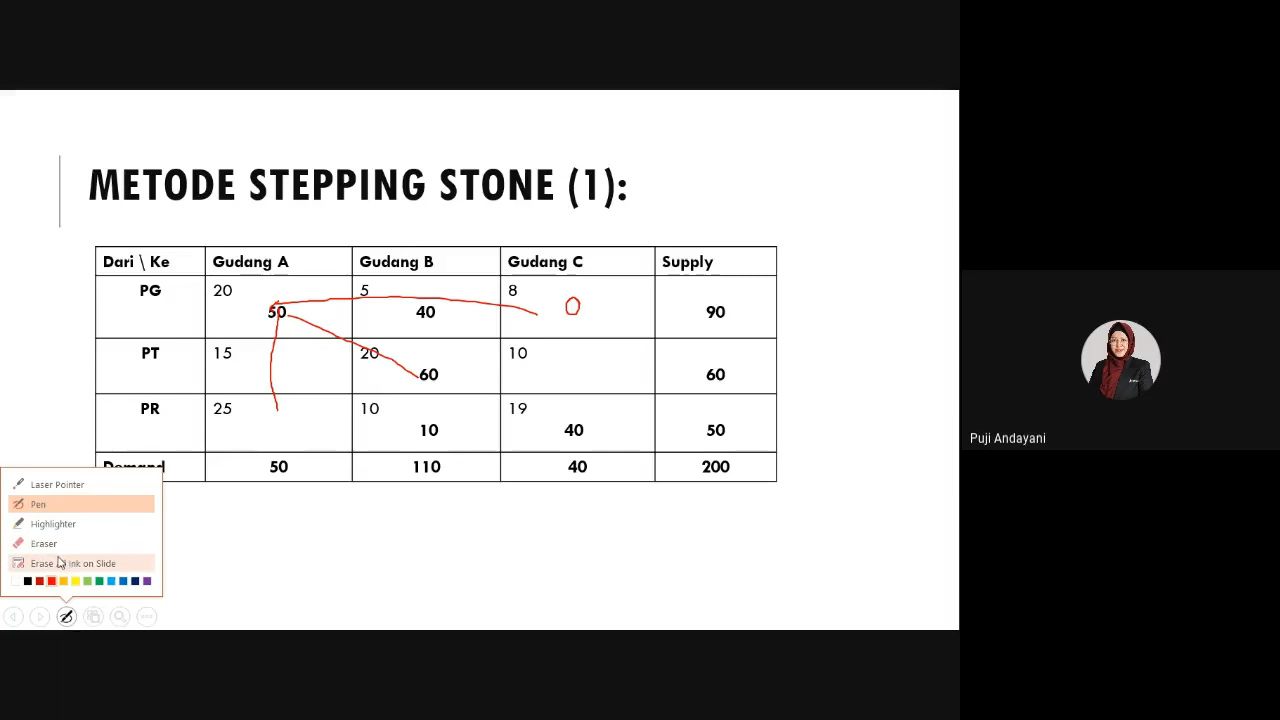 METODE STEPPING STONE (1):
Dari \ Ke Gudang A Gudang B Gudang C Supply
PG 20 50 5 40 8 0 90
PT 15 20 60 10 60
PR 25 10 10 19 40 50
Demand 50 110 40 200
Laser Pointer
Pen
Highlighter
Eraser
Erase Ink on Slide
Puji Andayani